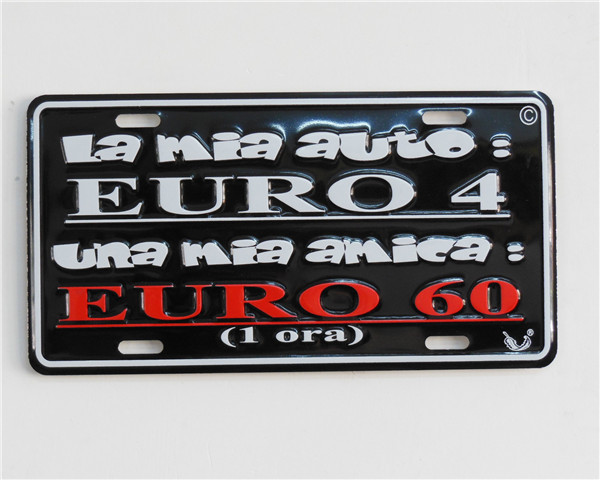 ©
La mia auto :
EURO 4
una mia amica :
EURO 60
(1 ora)
®